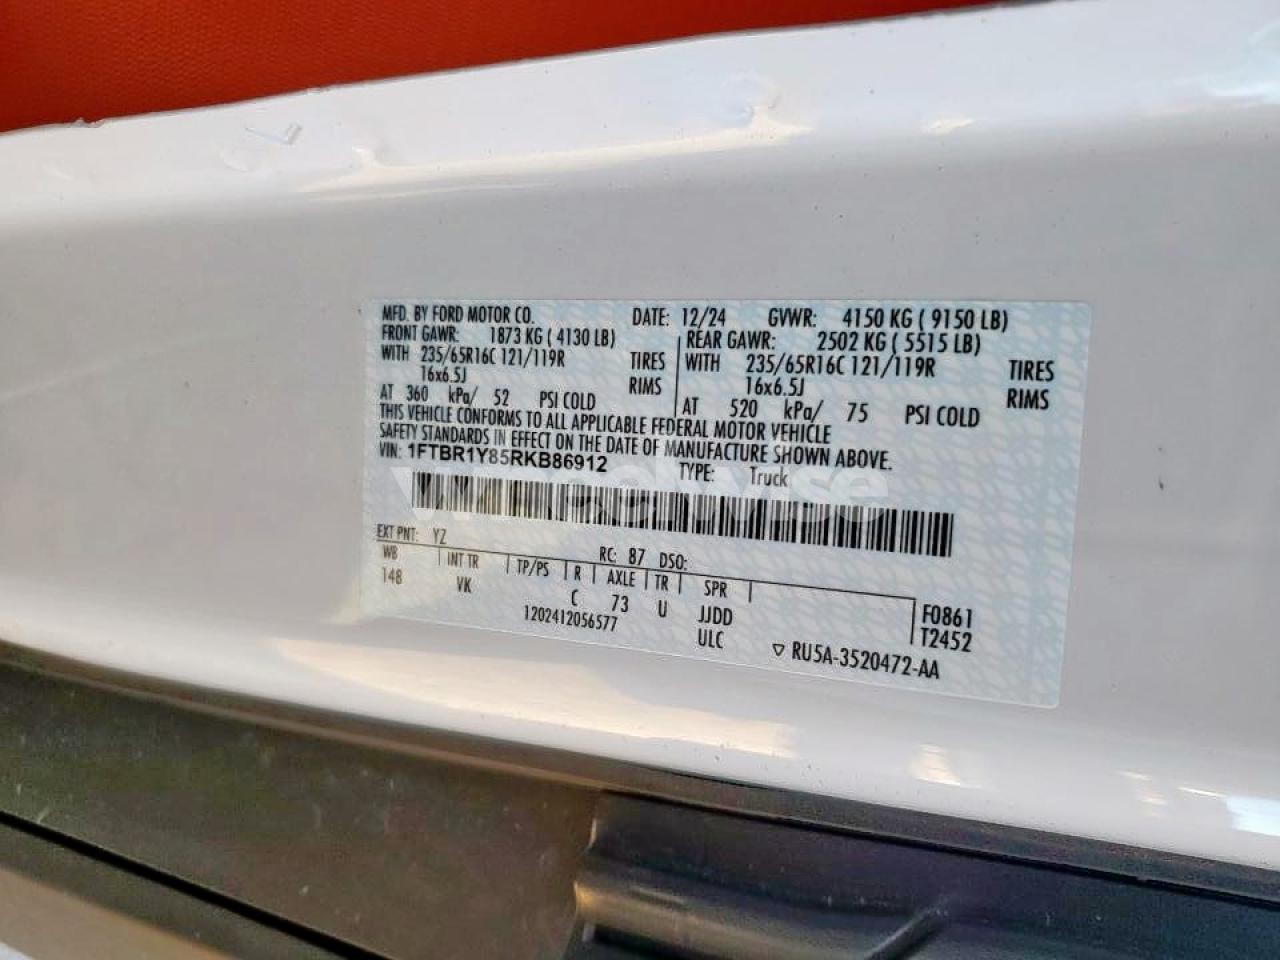 MFD. BY FORD MOTOR CO. DATE: 12/24 GVWR: 4150 KG ( 9150 LB)
FRONT GAWR: 1873 KG ( 4130 LB) REAR GAWR: 2502 KG ( 5515 LB)
WITH 235/65R16C 121/119R TIRES WITH 235/65R16C 121/119R TIRES
16x6.5J RIMS 16x6.5J RIMS
AT 360 kPa/ 52 PSI COLD AT 520 kPa/ 75 PSI COLD
THIS VEHICLE CONFORMS TO ALL APPLICABLE FEDERAL MOTOR VEHICLE
SAFETY STANDARDS IN EFFECT ON THE DATE OF MANUFACTURE SHOWN ABOVE.
VIN: 1FTBR1Y85RKB86912 TYPE: Truck
wheelwise
EXT PNT: YZ RC: 87 DSO:
WB INT TR TP/PS R AXLE TR SPR
148 VK C 73 U JJDD F0861
1202412056577 ULC T2452
▽ RU5A-3520472-AA